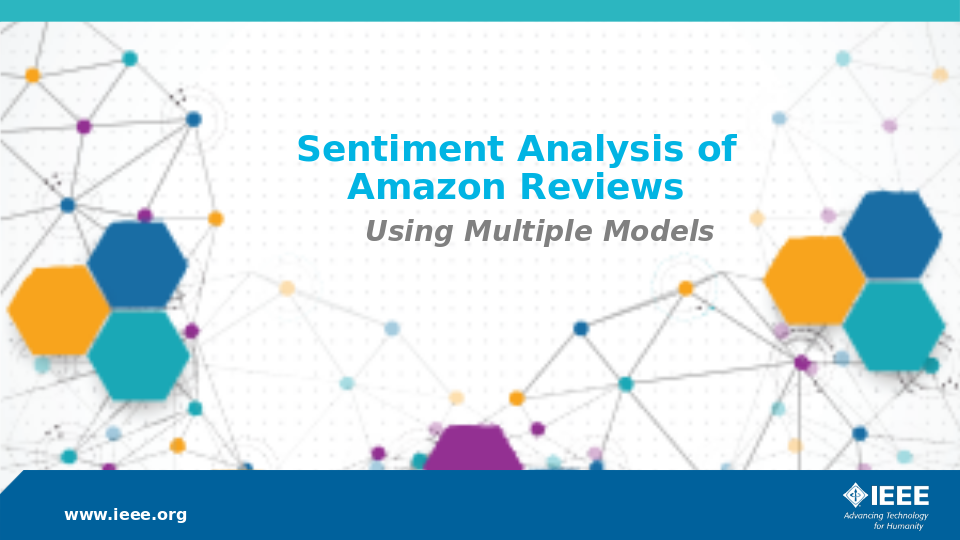 Sentiment Analysis of
Amazon Reviews
Using Multiple Models
www.ieee.org
IEEE
Advancing Technology
for Humanity